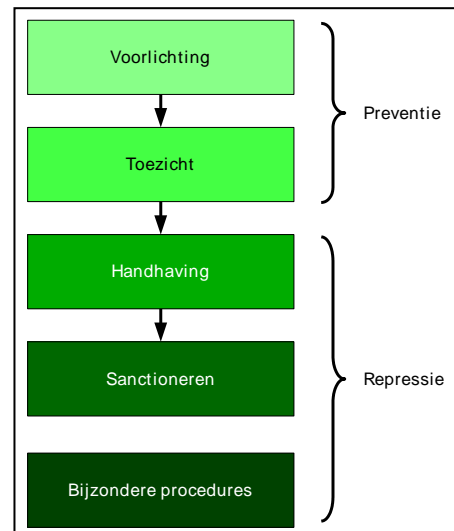 Voorlichting
Toezicht
Preventie
Handhaving
Sanctioneren
Repressie
Bijzondere procedures